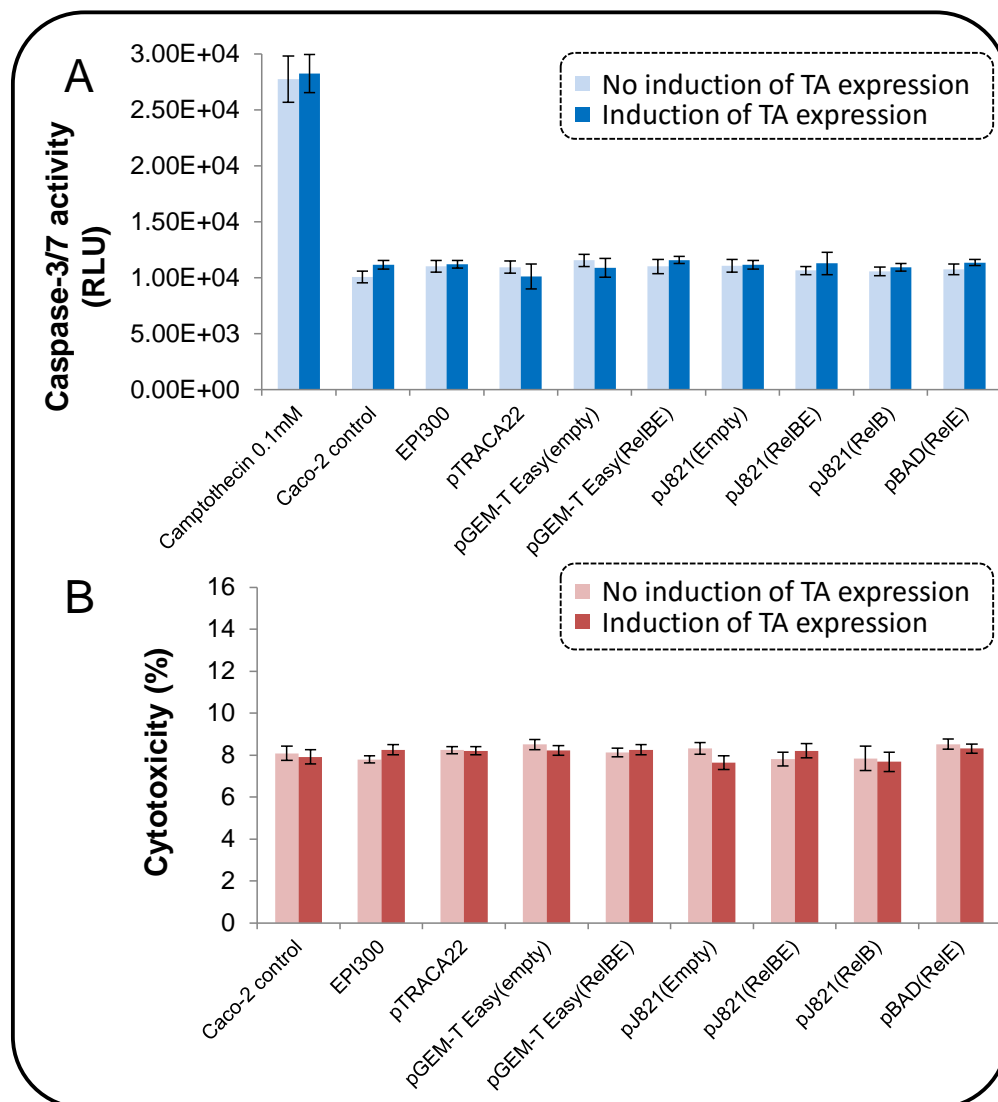 A
Caspase-3/7 activity
(RLU)
3.00E+04
2.50E+04
2.00E+04
1.50E+04
1.00E+04
5.00E+03
0.00E+00
No induction of TA expression
Induction of TA expression
Camptothecin 0.1mM
Caco-2 control
EPI300
pTRACA22
pGEM-T Easy(empty)
pGEM-T Easy(RelBE)
pJ821(Empty)
pJ821(RelBE)
pJ821(RelB)
pBAD(RelE)
B
Cytotoxicity (%)
16
14
12
10
8
6
4
2
0
No induction of TA expression
Induction of TA expression
Caco-2 control
EPI300
pTRACA22
pGEM-T Easy(empty)
pGEM-T Easy(RelBE)
pJ821(Empty)
pJ821(RelBE)
pJ821(RelB)
pBAD(RelE)